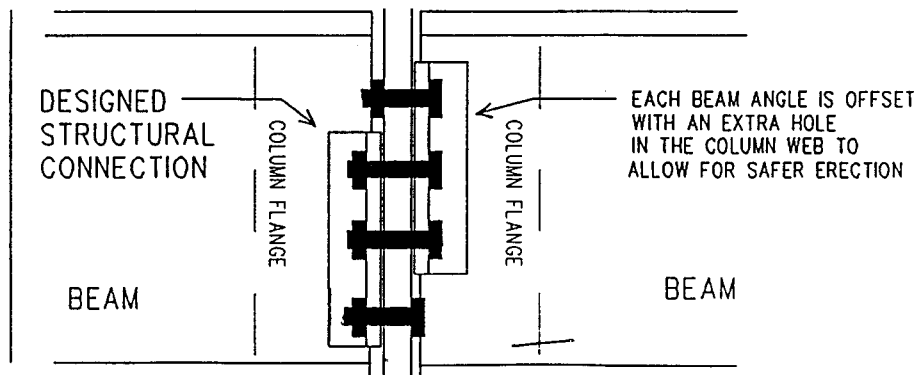 DESIGNED
STRUCTURAL
CONNECTION
COLUMN FLANGE
BEAM
EACH BEAM ANGLE IS OFFSET
WITH AN EXTRA HOLE
IN THE COLUMN WEB TO
ALLOW FOR SAFER ERECTION
COLUMN FLANGE
BEAM